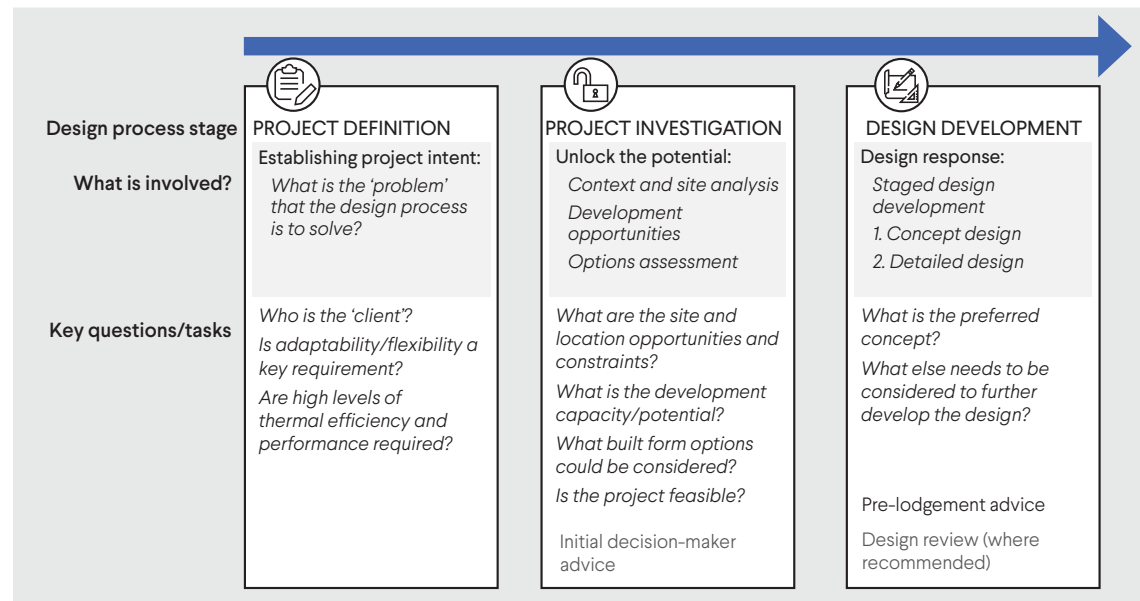 Design process stage
What is involved?
Key questions/tasks
PROJECT DEFINITION
Establishing project intent:
What is the ‘problem’
that the design process
is to solve?
Who is the ‘client’?
Is adaptability/flexibility a
key requirement?
Are high levels of
thermal efficiency and
performance required?
PROJECT INVESTIGATION
Unlock the potential:
Context and site analysis
Development
opportunities
Options assessment
What are the site and
location opportunities and
constraints?
What is the development
capacity/potential?
What built form options
could be considered?
Is the project feasible?
Initial decision-maker
advice
DESIGN DEVELOPMENT
Design response:
Staged design
development
1. Concept design
2. Detailed design
What is the preferred
concept?
What else needs to be
considered to further
develop the design?
Pre-lodgement advice
Design review (where
recommended)